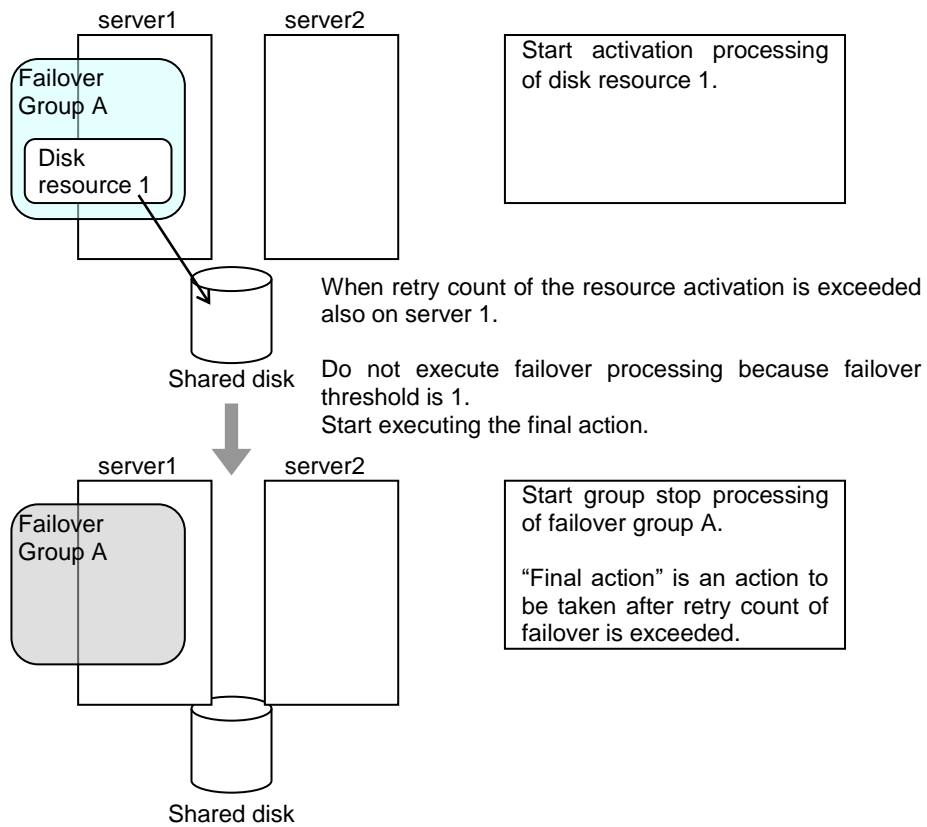 server1
server2
Failover
Group A
Disk
resource 1
Start activation processing
of disk resource 1.
When retry count of the resource activation is exceeded
also on server 1.
Shared disk
Do not execute failover processing because failover
threshold is 1.
Start executing the final action.
server1
server2
Failover
Group A
Start group stop processing
of failover group A.
“Final action” is an action to
be taken after retry count of
failover is exceeded.
Shared disk